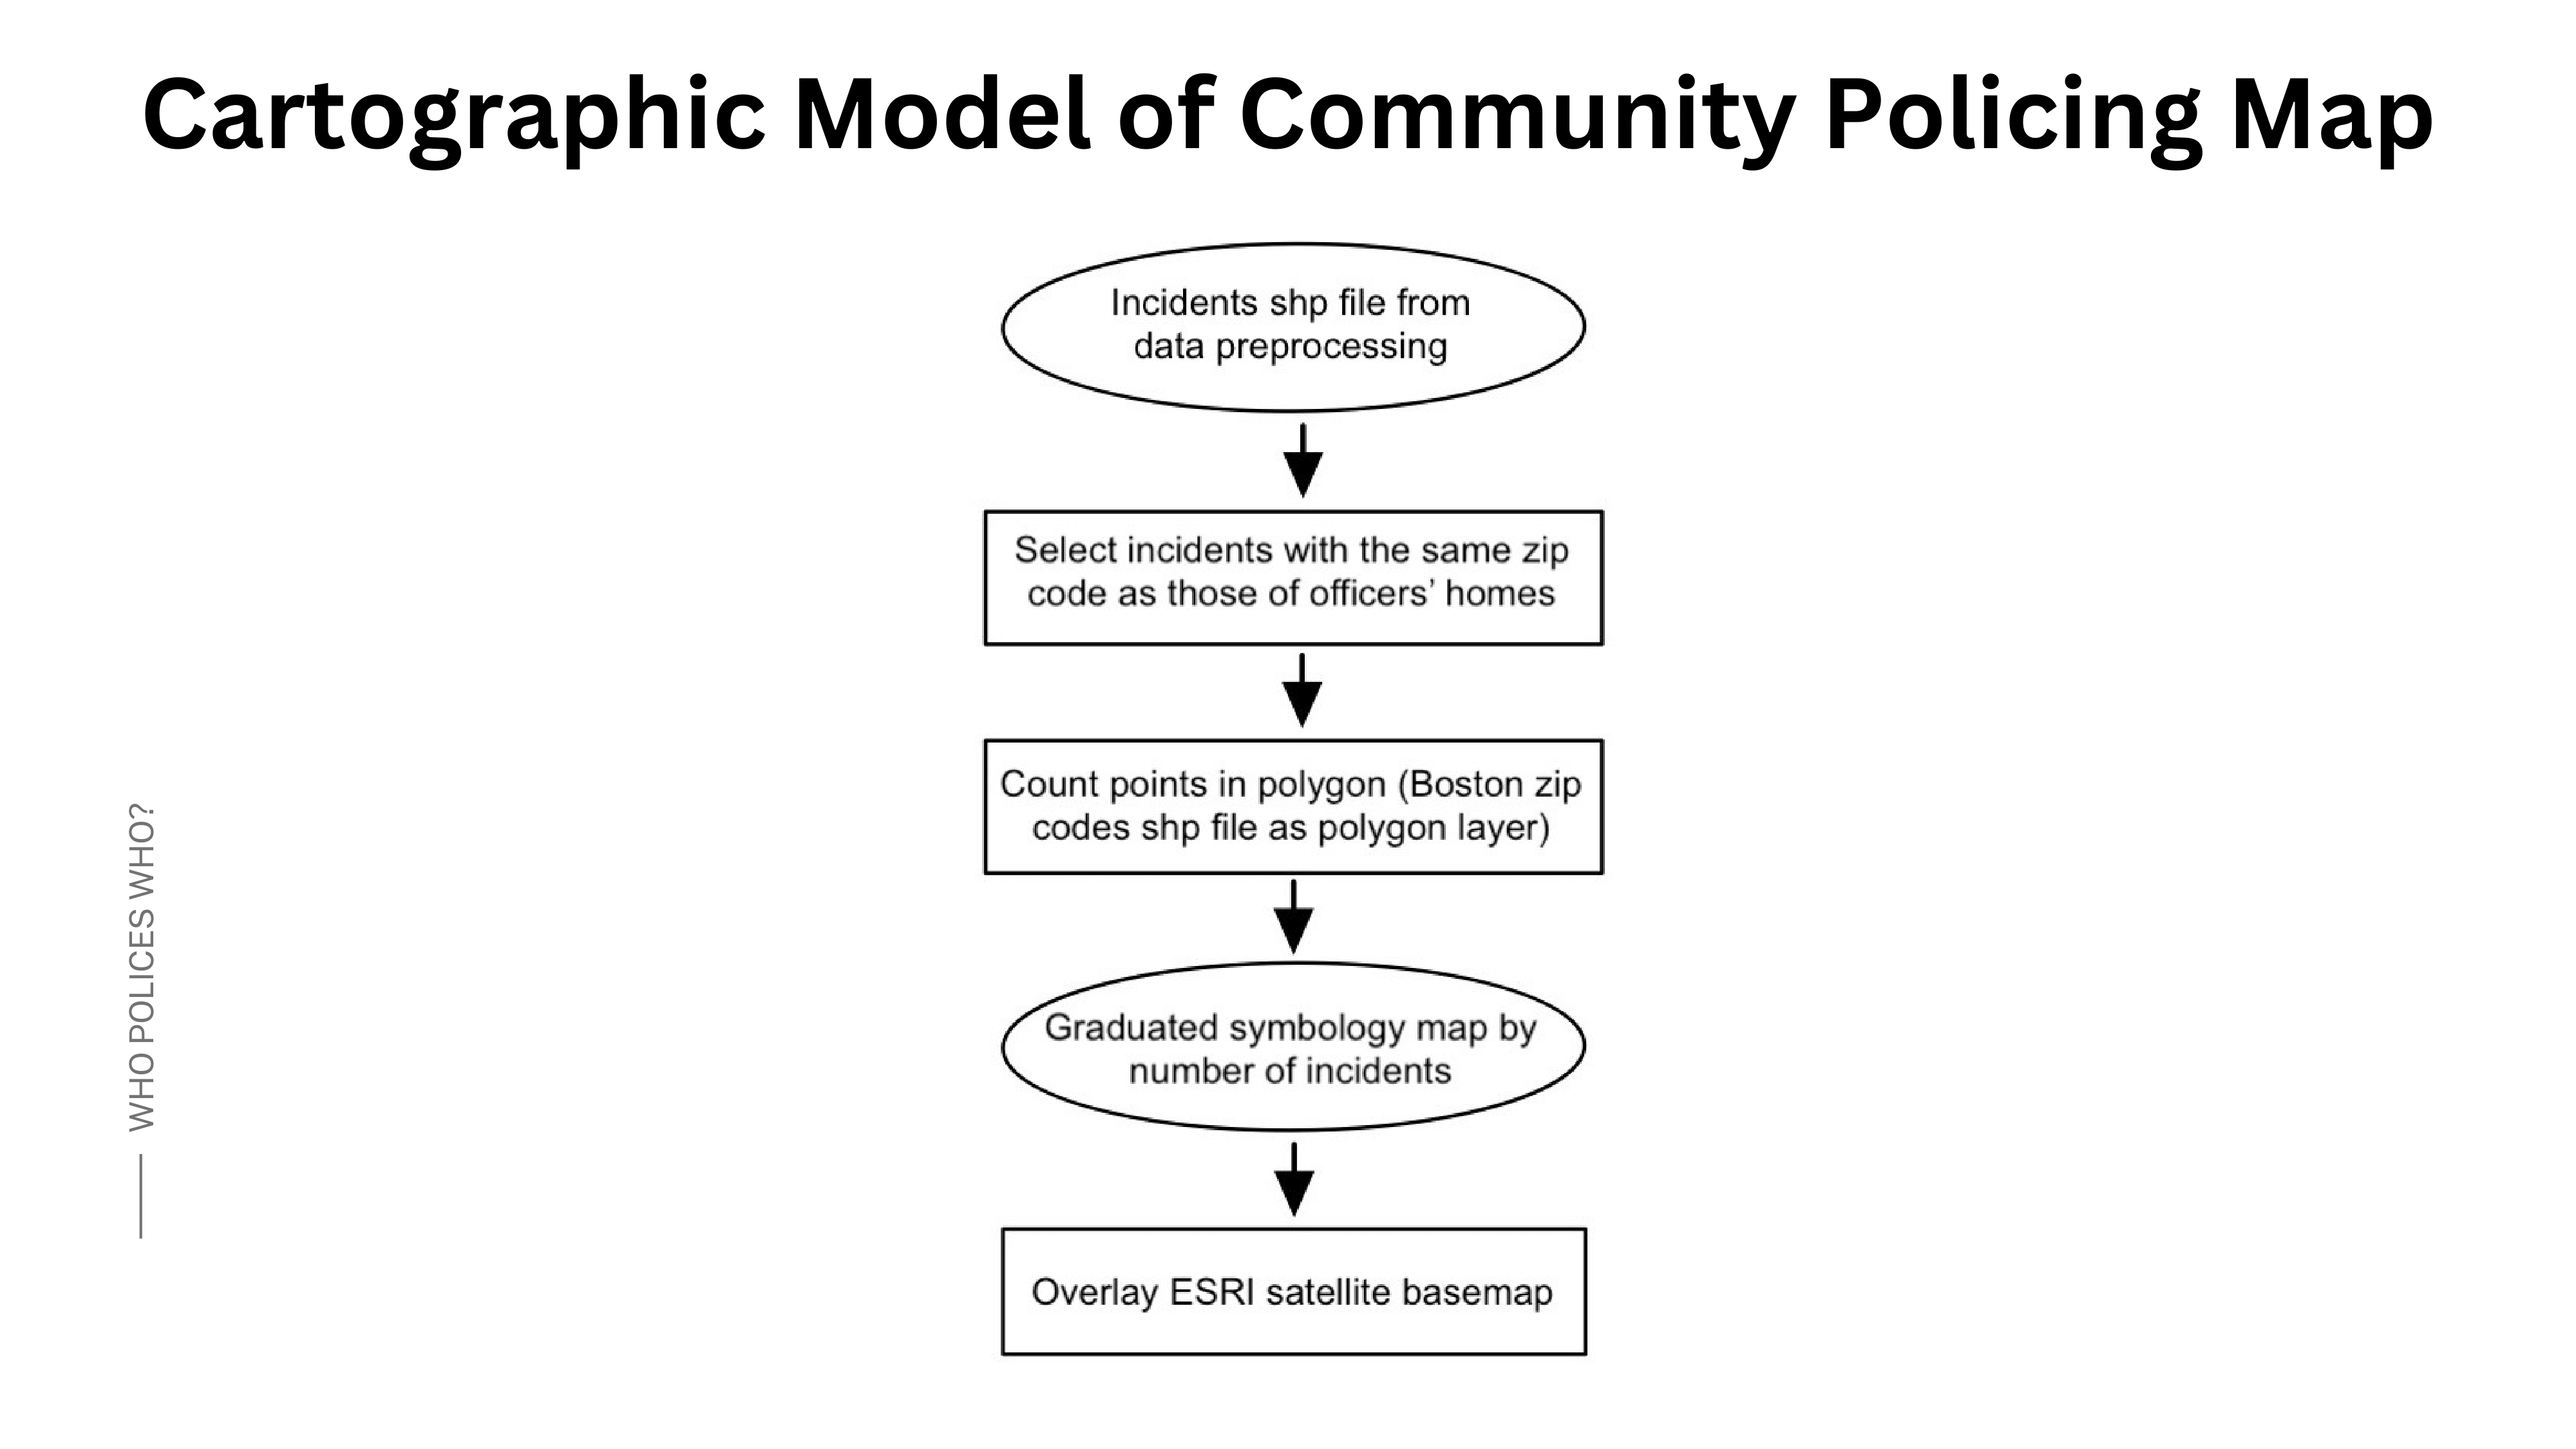 Cartographic Model of Community Policing Map
Incidents shp file from
data preprocessing
Select incidents with the same zip
code as those of officers’ homes
Count points in polygon (Boston zip
codes shp file as polygon layer)
Graduated symbology map by
number of incidents
Overlay ESRI satellite basemap
WHO POLICES WHO?